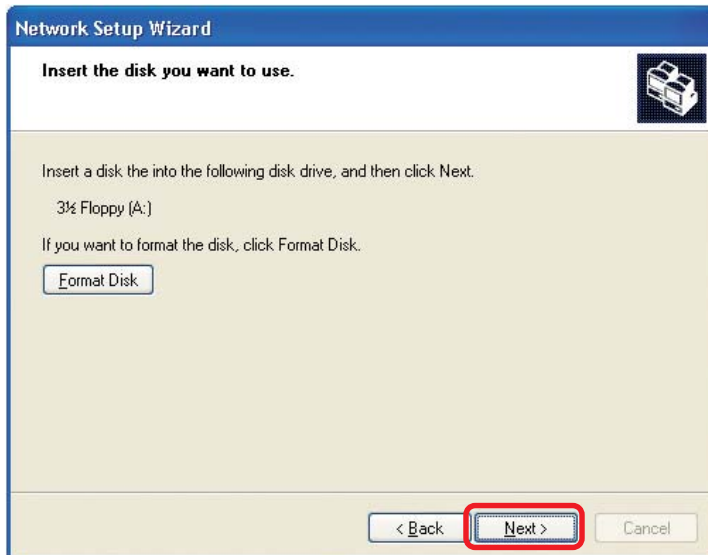 Network Setup Wizard
Insert the disk you want to use.
Insert a disk the into the following disk drive, and then click Next.
3½ Floppy (A:)
If you want to format the disk, click Format Disk.
Format Disk
< Back Next > Cancel